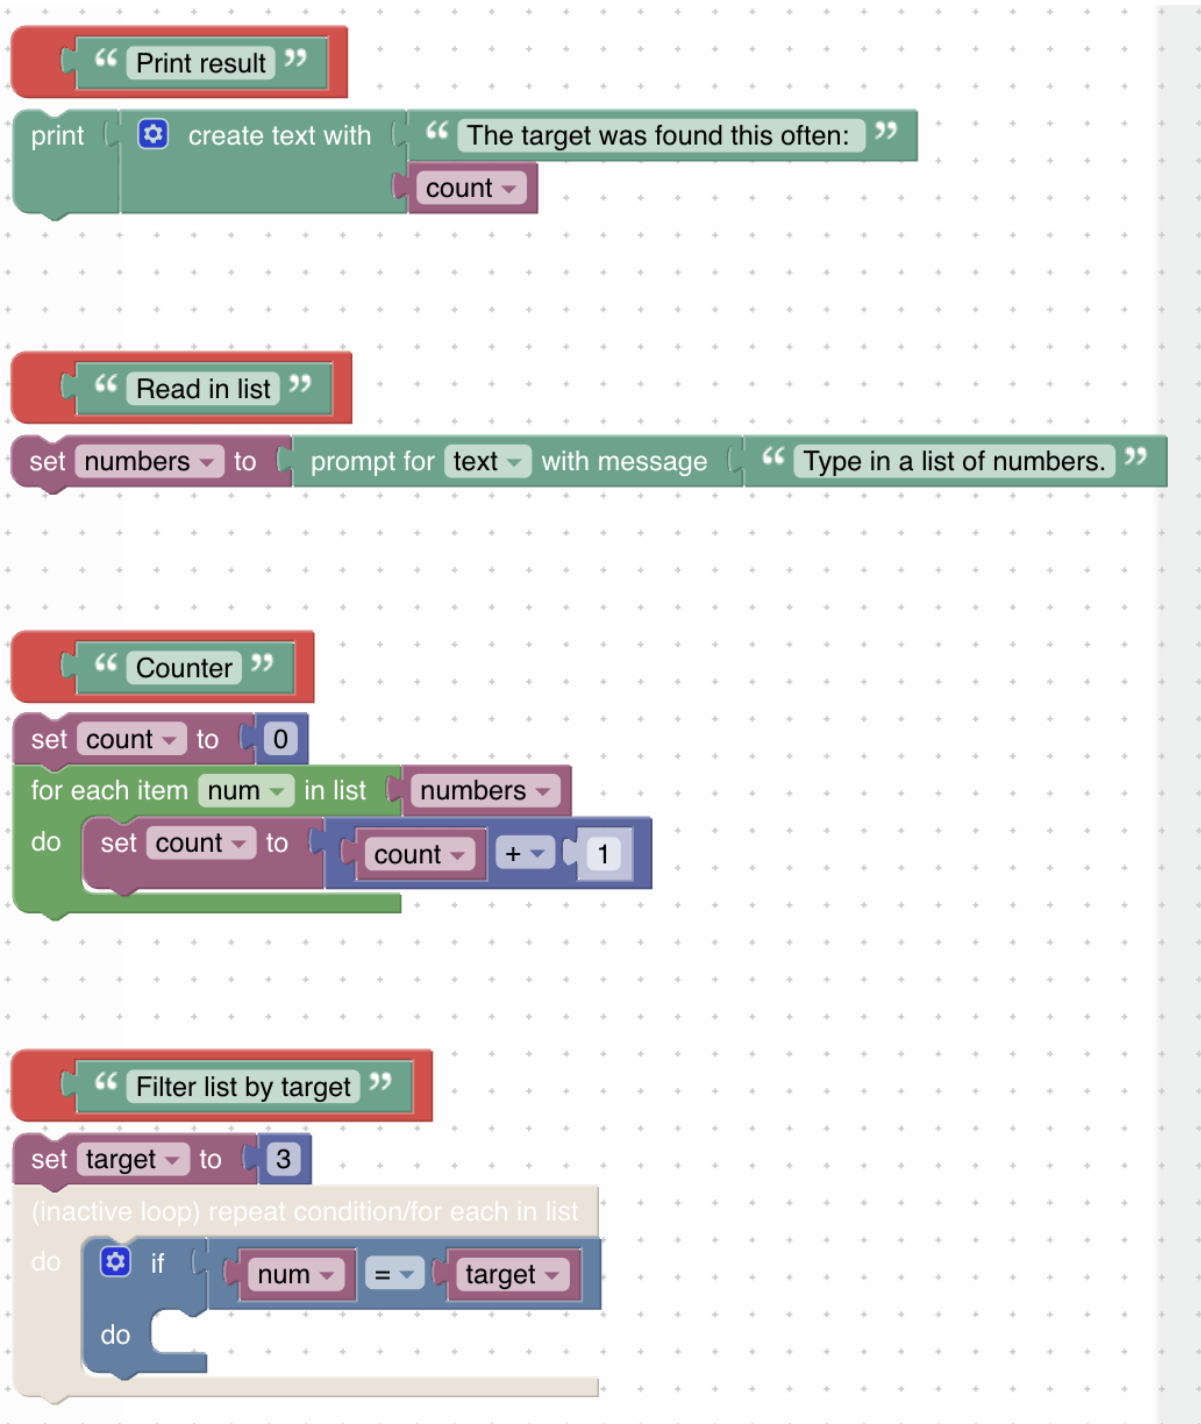 “ Print result ”
print create text with “ The target was found this often: ”
count
“ Read in list ”
set numbers to prompt for text with message “ Type in a list of numbers. ”
“ Counter ”
set count to 0
for each item num in list numbers
do set count to count + 1
“ Filter list by target ”
set target to 3
(inactive loop) repeat condition/for each in list
do if num = target
do